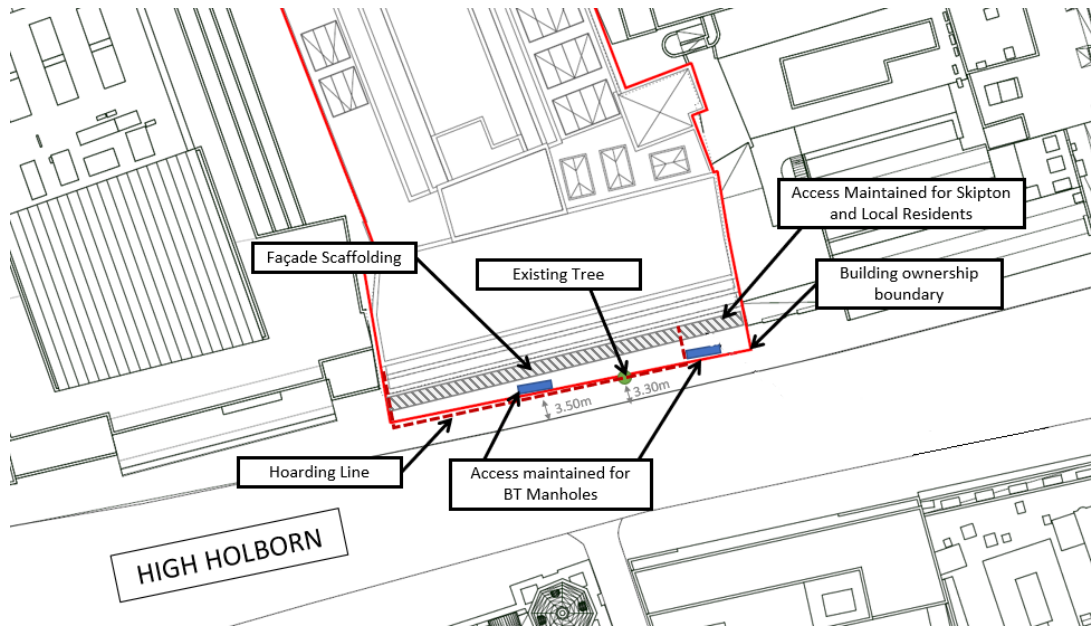 Access Maintained for Skipton
and Local Residents
Façade Scaffolding
Existing Tree
Building ownership
boundary
3.50m
3.30m
Hoarding Line
Access maintained for
BT Manholes
HIGH HOLBORN